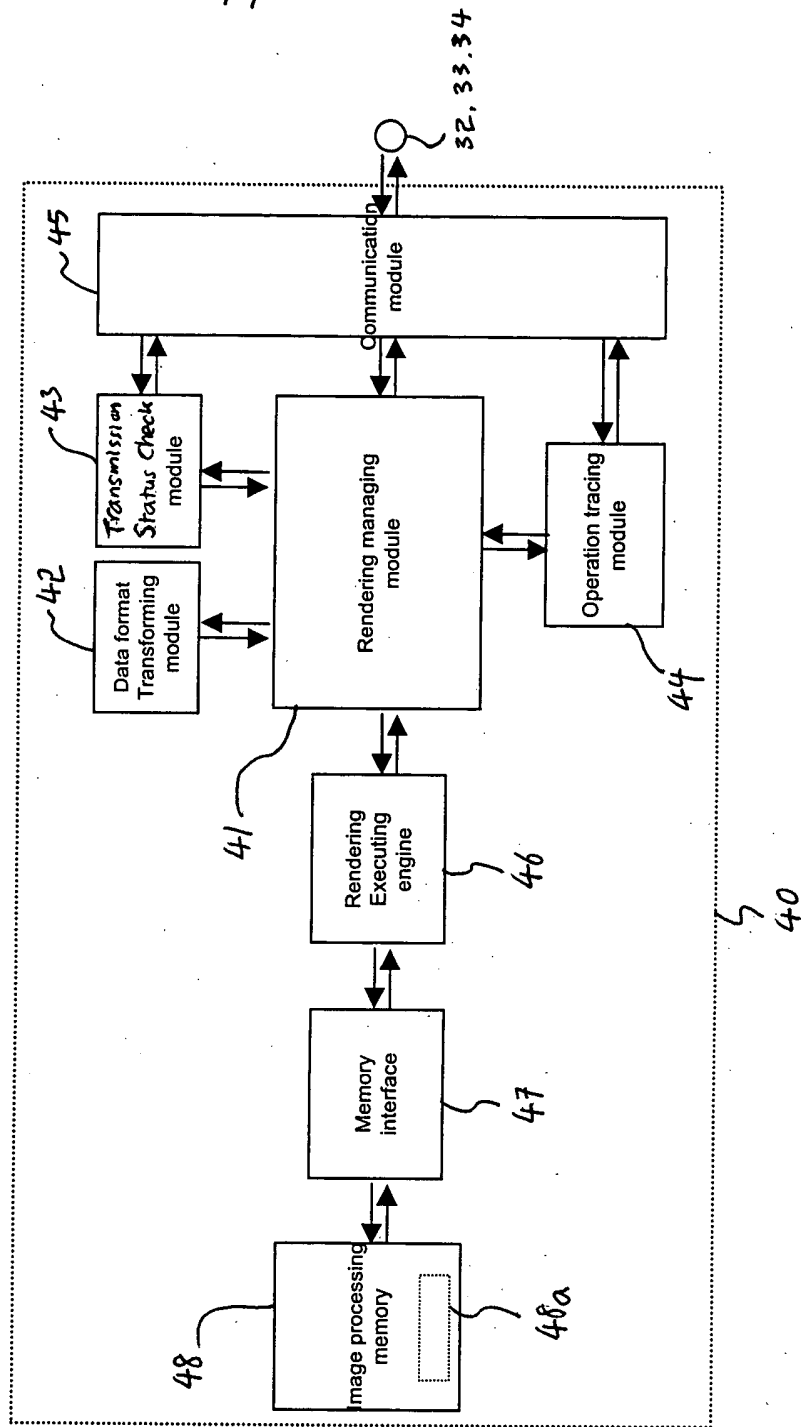 48
Image processing
memory
48a
Memory
interface
47
Rendering
Executing
engine
46
41
Rendering managing
module
Data format
Transforming
module
42
Transmission
Status Check
module
43
Operation tracing
module
44
Communication
module
45
32, 33, 34
40